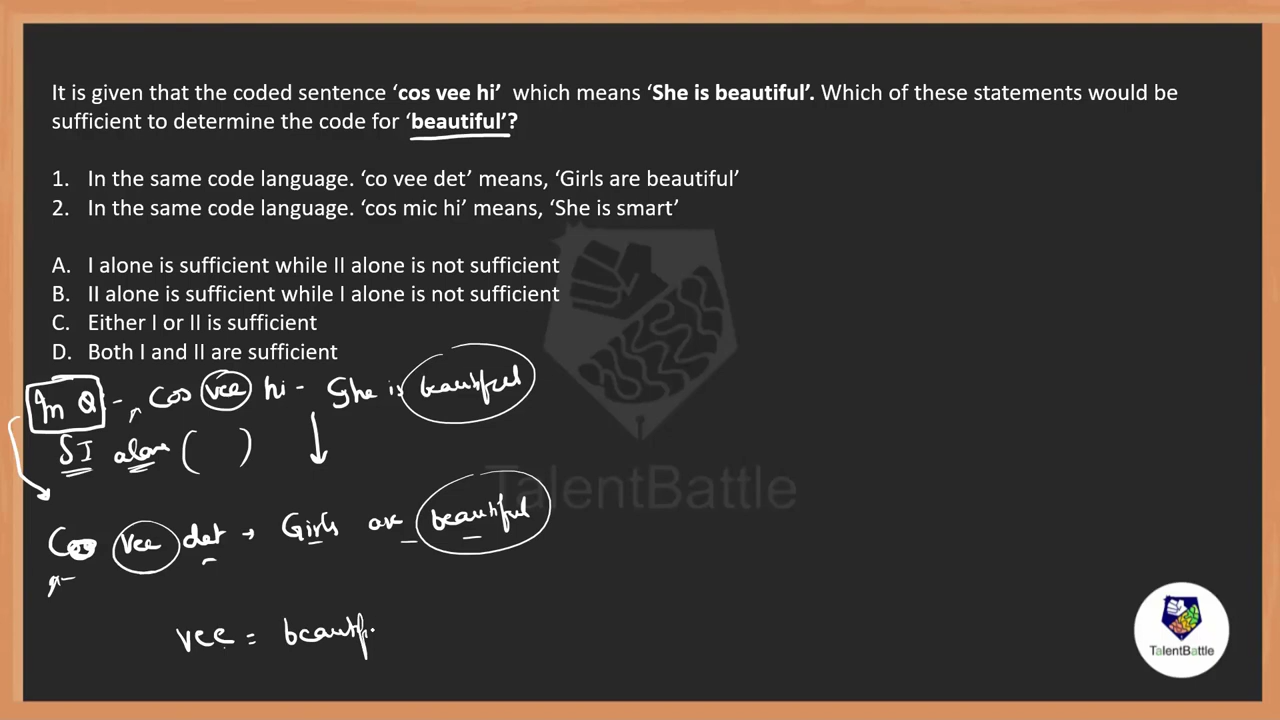 It is given that the coded sentence ‘cos vee hi’ which means ‘She is beautiful’. Which of these statements would be
sufficient to determine the code for ‘beautiful’?
1. In the same code language. ‘co vee det’ means, ‘Girls are beautiful’
2. In the same code language. ‘cos mic hi’ means, ‘She is smart’
A. I alone is sufficient while II alone is not sufficient
B. II alone is sufficient while I alone is not sufficient
C. Either I or II is sufficient
D. Both I and II are sufficient
In Q - Cos vee hi - She is beautiful
SI alone ( )
TalentBattle
vee det → Girls are beautiful
vee = beautf
TalentBattle